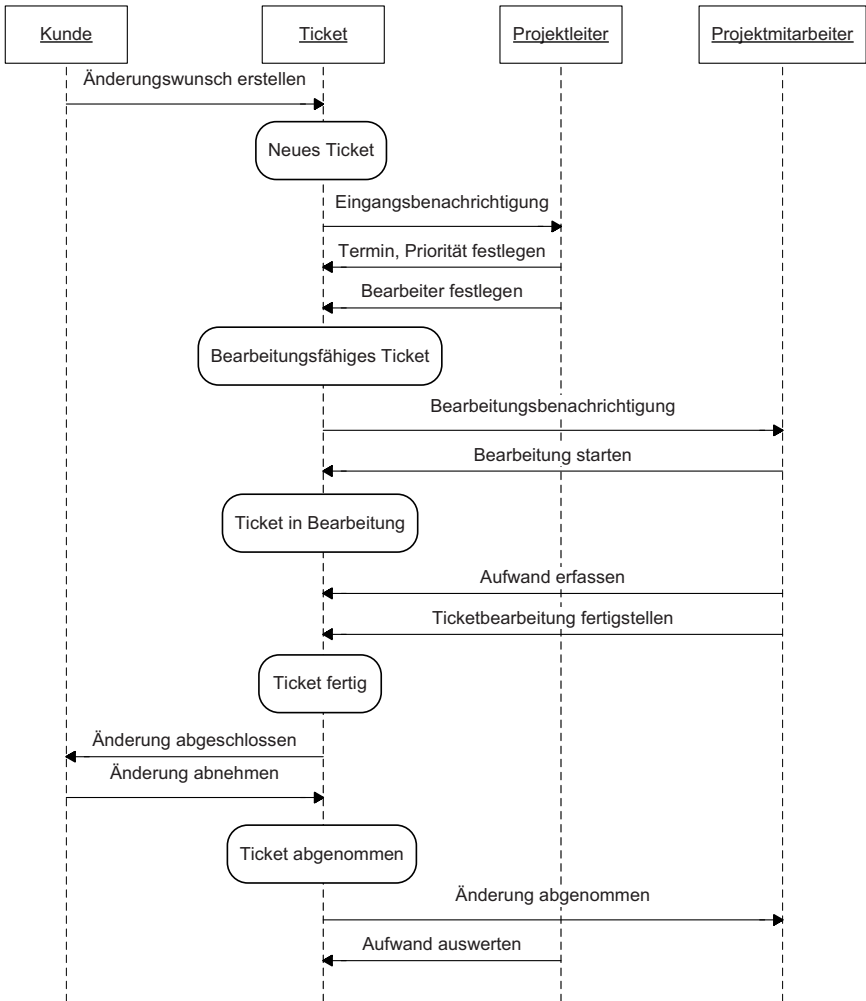 Kunde
Ticket
Projektleiter
Projektmitarbeiter
Änderungswunsch erstellen
Neues Ticket
Eingangsbenachrichtigung
Termin, Priorität festlegen
Bearbeiter festlegen
Bearbeitungsfähiges Ticket
Bearbeitungsbenachrichtigung
Bearbeitung starten
Ticket in Bearbeitung
Aufwand erfassen
Ticketbearbeitung fertigstellen
Ticket fertig
Änderung abgeschlossen
Änderung abnehmen
Ticket abgenommen
Änderung abgenommen
Aufwand auswerten